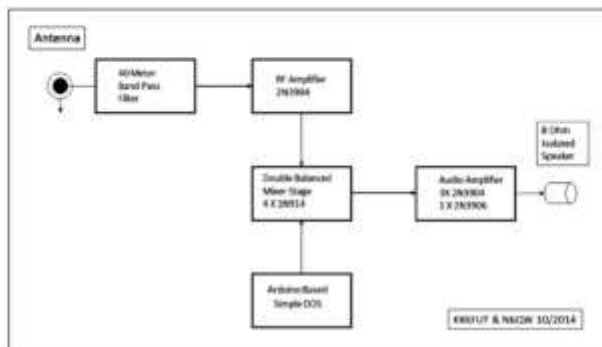 Antenna
40 Meter
Band Pass
Filter
RF Amplifier
2N3904
8 Ohm
Isolated
Speaker
Double Balanced
Mixer Stage
4 X 1N914
Audio Amplifier
3X 2N3904
1 X 2N3906
Arduino Based
Simple DDS
& N6QW 10/2014